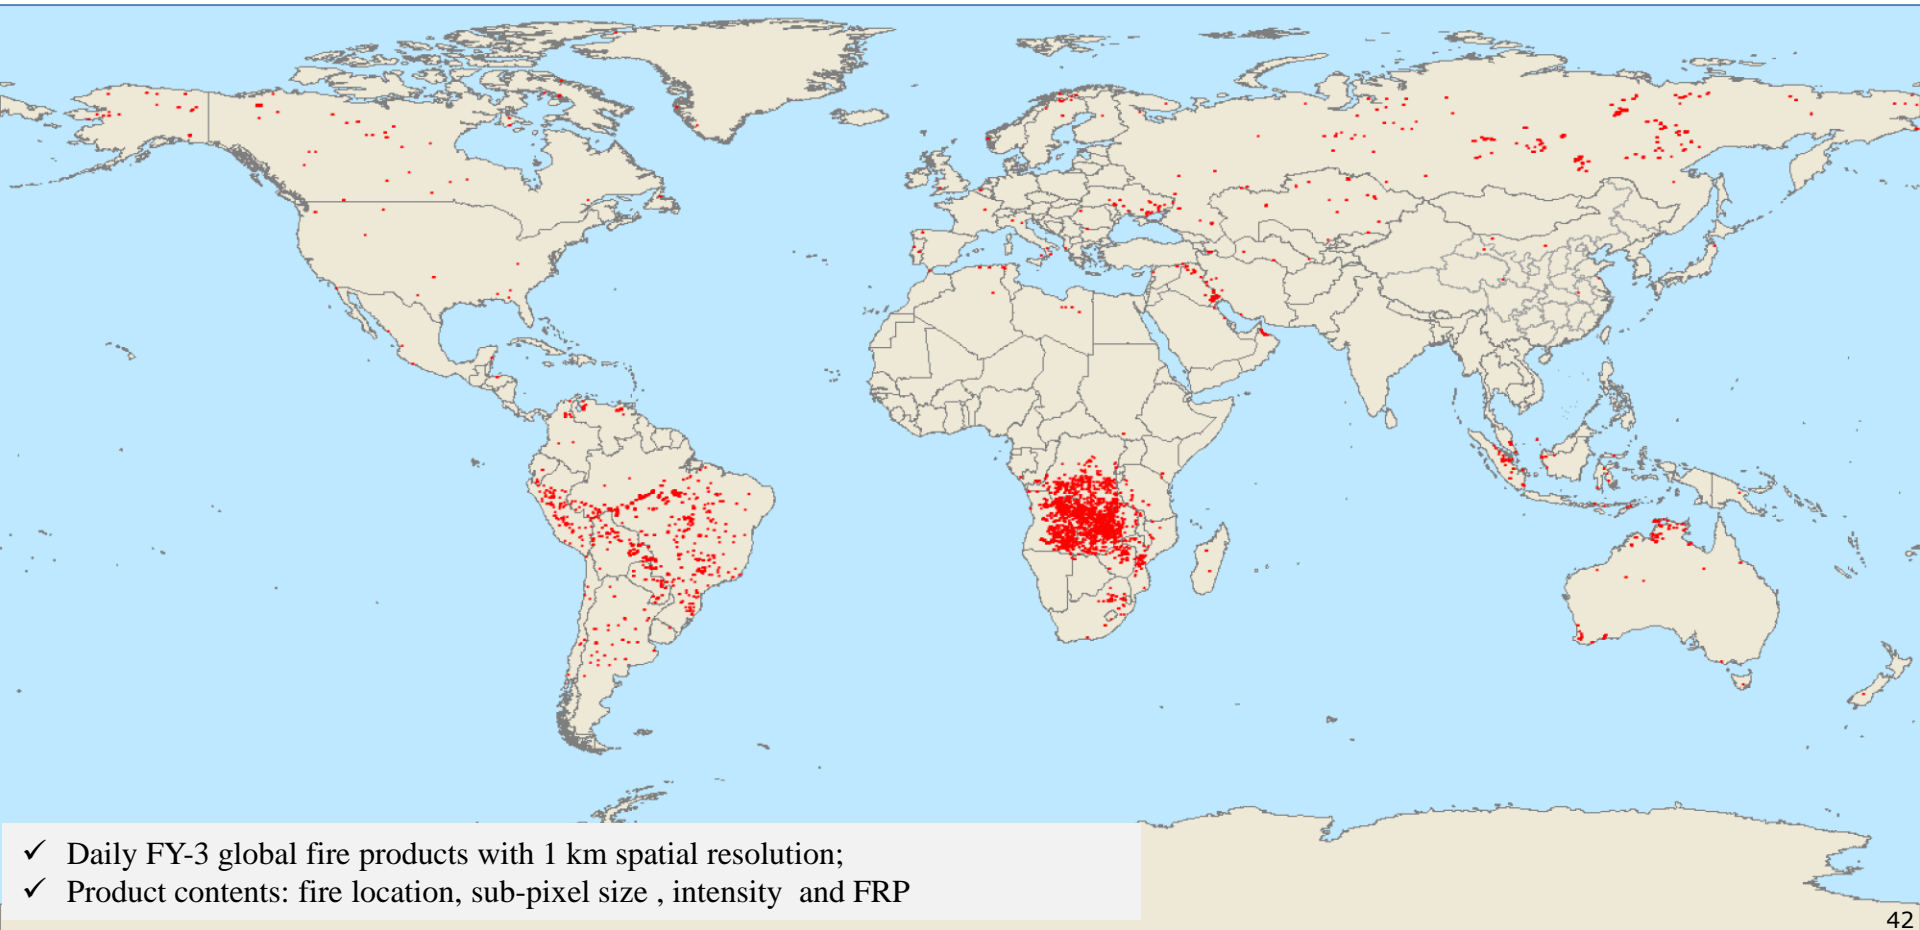 ✓ Daily FY-3 global fire products with 1 km spatial resolution;
✓ Product contents: fire location, sub-pixel size , intensity and FRP
42